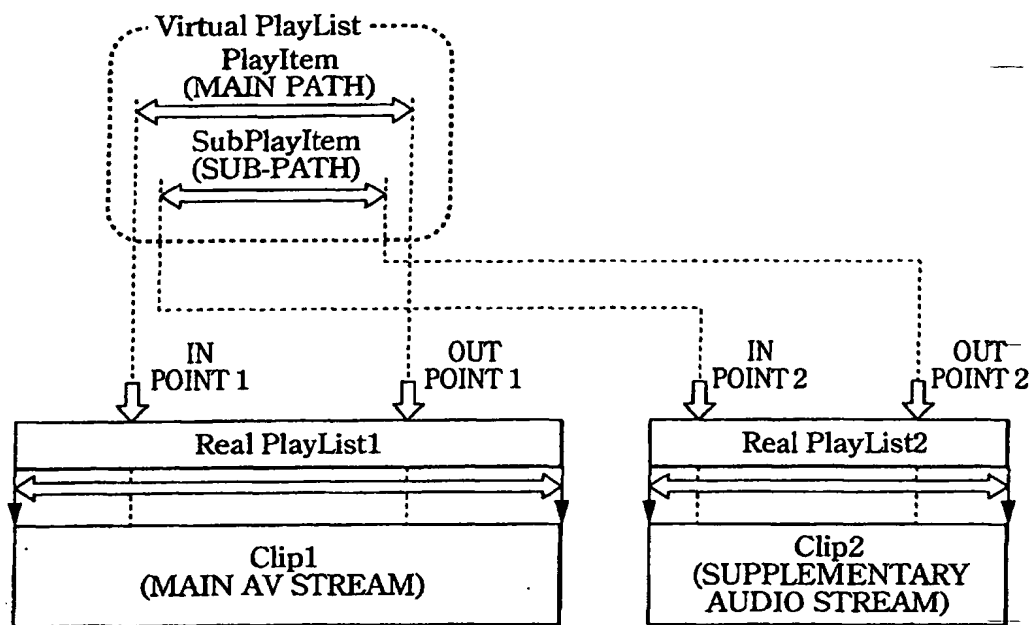 Virtual PlayList
PlayItem
(MAIN PATH)
SubPlayItem
(SUB-PATH)
IN
POINT 1
OUT
POINT 1
IN
POINT 2
OUT
POINT 2
Real PlayList1
Real PlayList2
Clip1
(MAIN AV STREAM)
Clip2
(SUPPLEMENTARY
AUDIO STREAM)